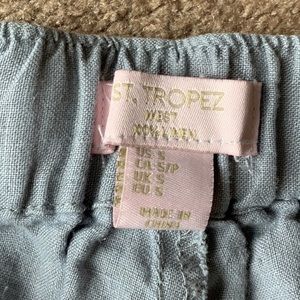 ST. TROPEZ
WEST
100% LINEN
US S
CA S/P
UK S
EU S
MADE IN
CHINA